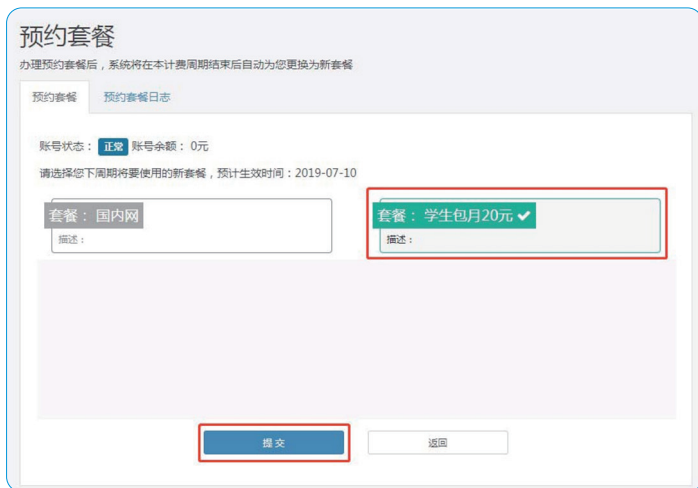 预约套餐
办理预约套餐后，系统将在本计费周期结束后自动为您更换为新套餐
预约套餐 预约套餐日志
账号状态： 正常 账号余额： 0元
请选择您下周期将要使用的新套餐，预计生效时间：2019-07-10
套餐： 国内网
描述：
套餐： 学生包月20元 ✔
描述：
提交 返回